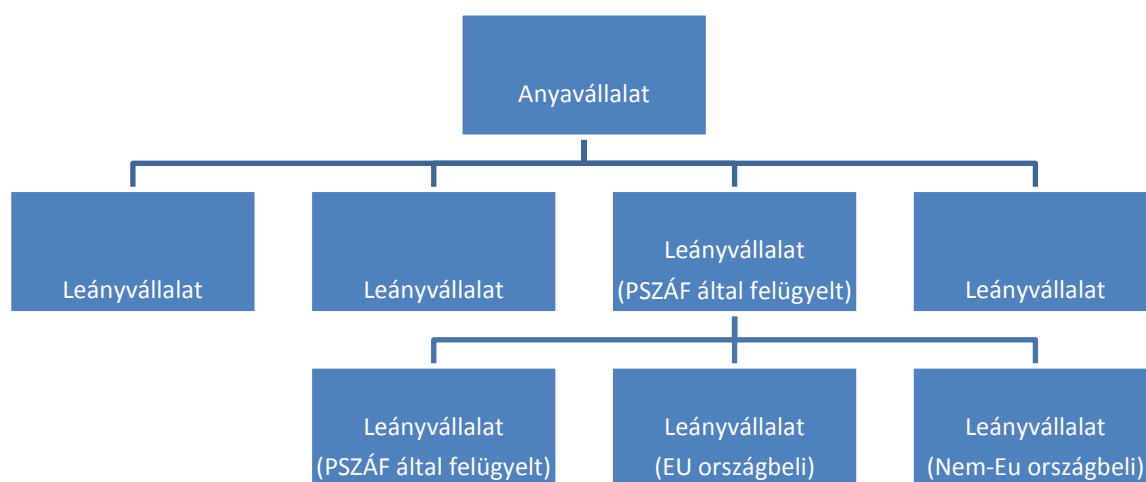 Anyavállalat
Leányvállalat
Leányvállalat
Leányvállalat
(PSZÁF által felügyelt)
Leányvállalat
Leányvállalat
(PSZÁF által felügyelt)
Leányvállalat
(EU országbeli)
Leányvállalat
(Nem-Eu országbeli)